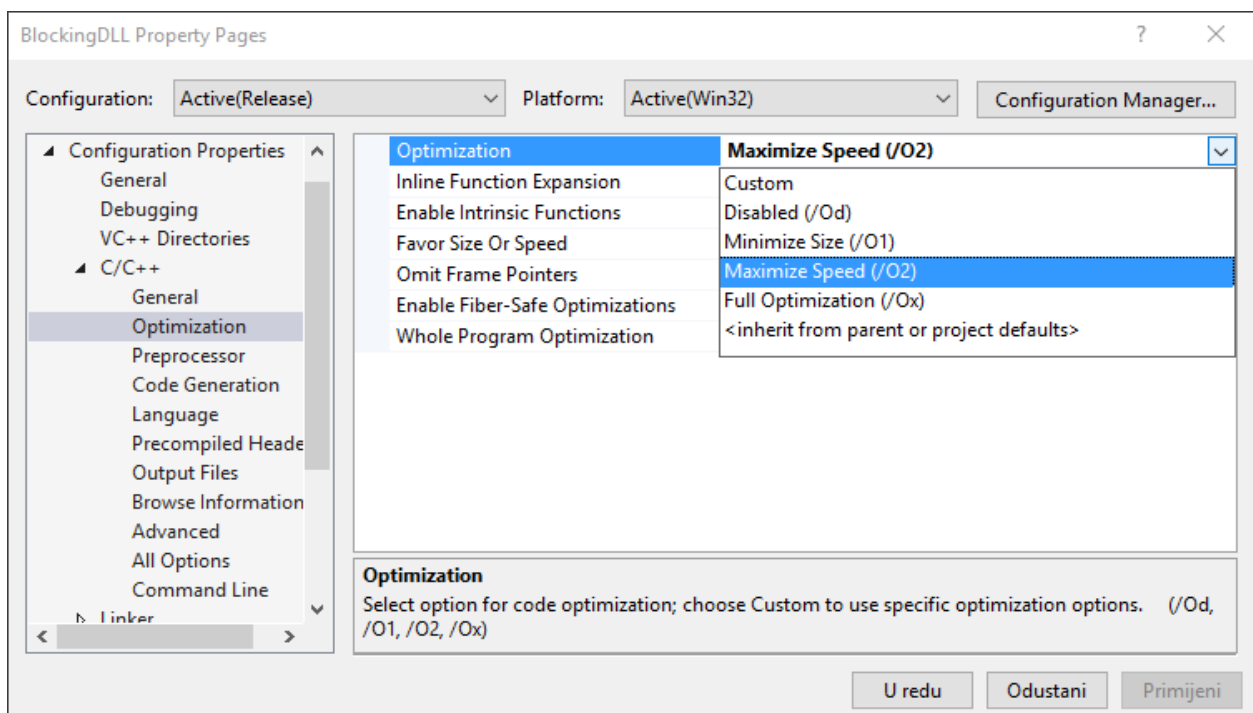 BlockingDLL Property Pages
Configuration: Active(Release) Platform: Active(Win32) Configuration Manager...
Configuration Properties
General
Debugging
VC++ Directories
C/C++
General
Optimization
Preprocessor
Code Generation
Language
Precompiled Heade
Output Files
Browse Information
Advanced
All Options
Command Line
Linker
Optimization Maximize Speed (/O2)
Inline Function Expansion
Enable Intrinsic Functions
Favor Size Or Speed
Omit Frame Pointers
Enable Fiber-Safe Optimizations
Whole Program Optimization
Custom
Disabled (/Od)
Minimize Size (/O1)
Maximize Speed (/O2)
Full Optimization (/Ox)
<inherit from parent or project defaults>
Optimization
Select option for code optimization; choose Custom to use specific optimization options. (/Od,
/O1, /O2, /Ox)
U redu Odustani Primijeni